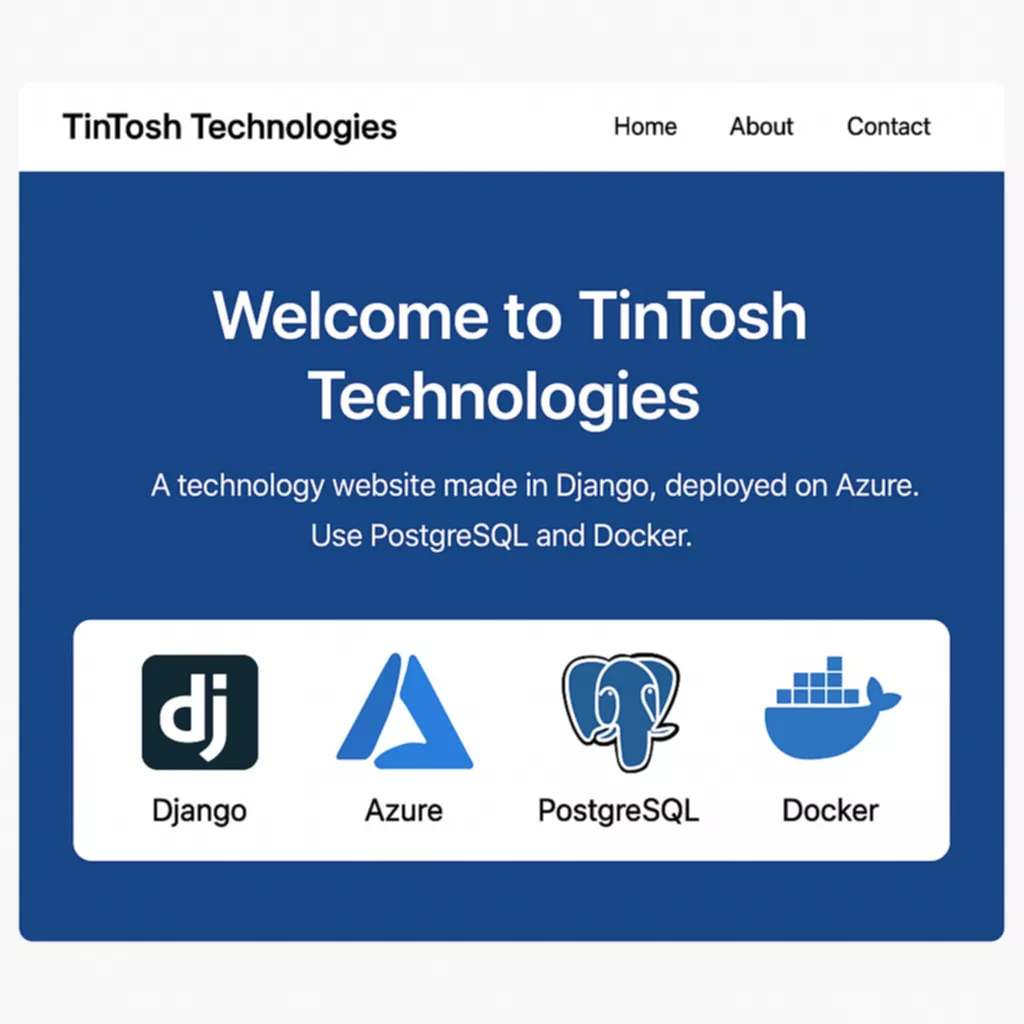 TinTosh Technologies
Home About Contact
Welcome to TinTosh
Technologies
A technology website made in Django, deployed on Azure.
Use PostgreSQL and Docker.
dj
Django Azure PostgreSQL Docker